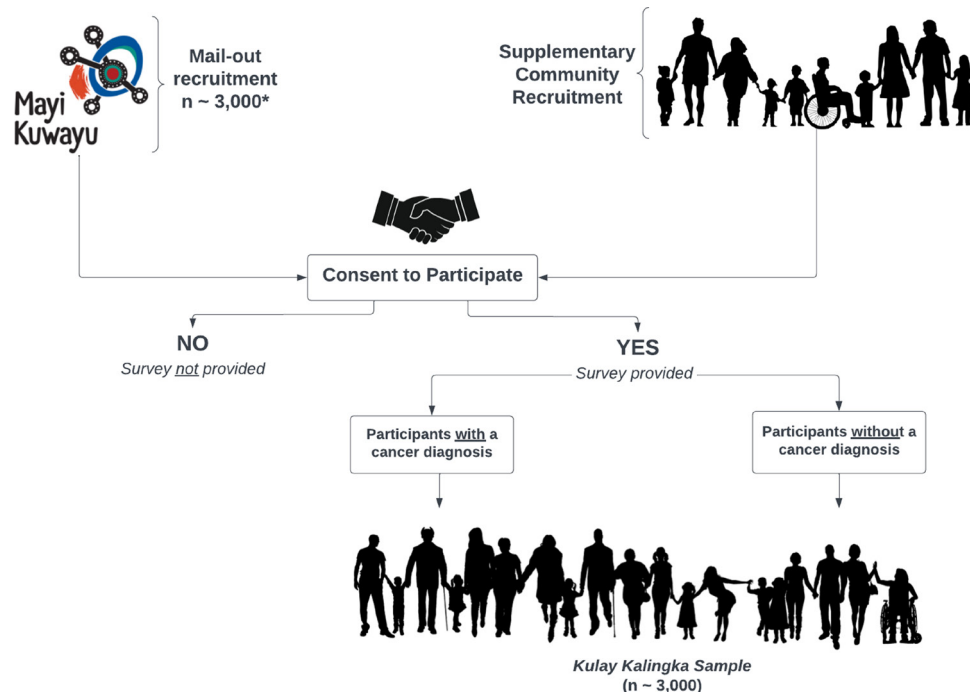 Mayi
Kuwayu
Mail-out
recruitment
n ~ 3,000*
Supplementary
Community
Recruitment
Consent to Participate
NO
Survey not provided
YES
Survey provided
Participants with a
cancer diagnosis
Participants without a
cancer diagnosis
Kulay Kalingka Sample
(n ~ 3,000)